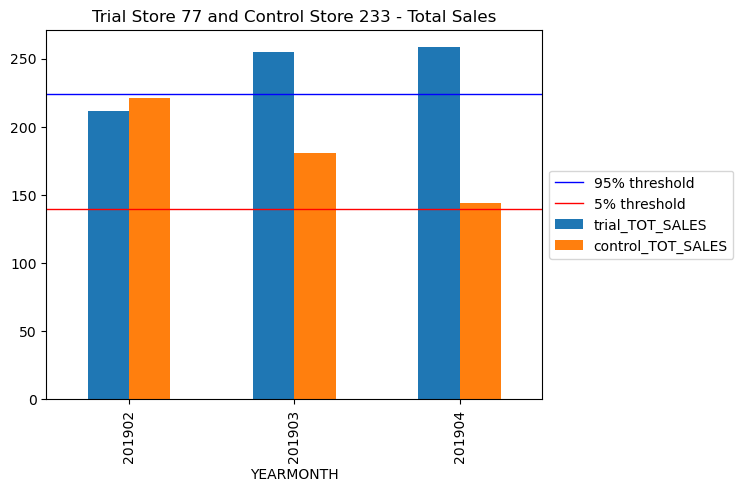 Trial Store 77 and Control Store 233 - Total Sales
250
200
150
100
50
0
201902
201903
201904
YEARMONTH
95% threshold
5% threshold
trial_TOT_SALES
control_TOT_SALES